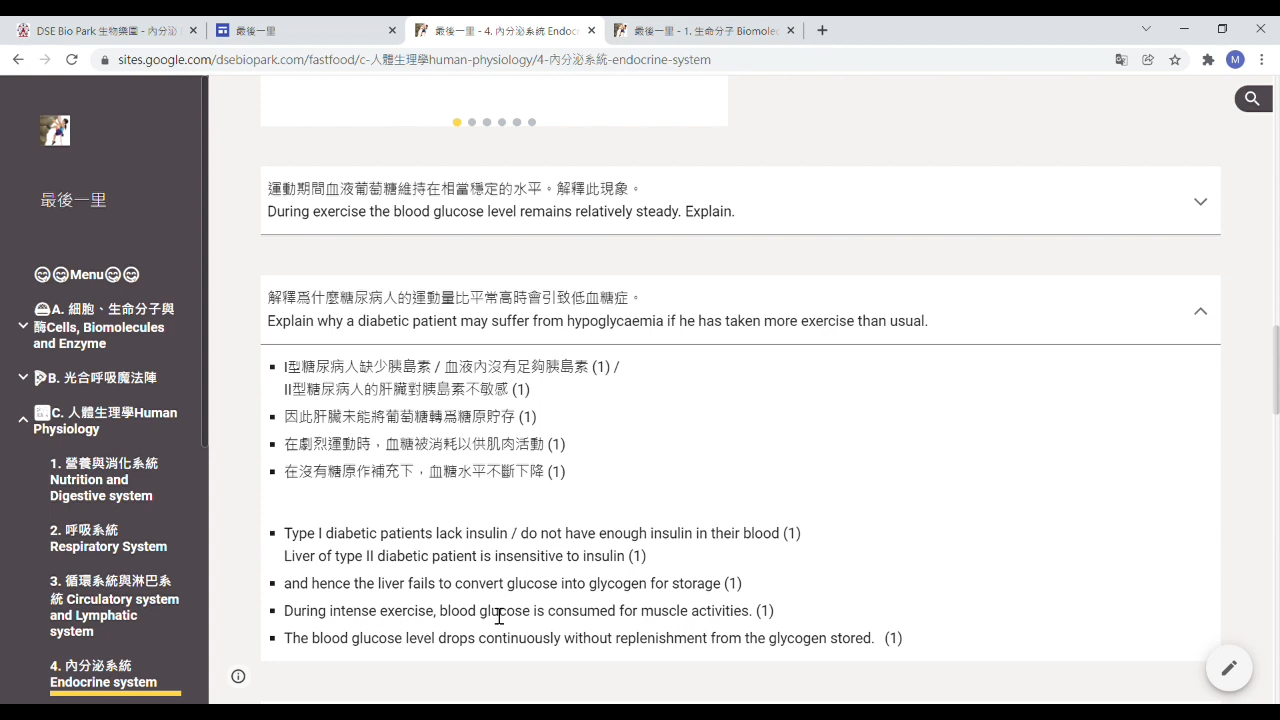 DSE Bio Park 生物樂園 - 內分泌
最後一里
最後一里 - 4. 內分泌系統 Endoc
最後一里 - 1. 生命分子 Biomolec
sites.google.com/dsebiopark.com/fastfood/c-人體生理學human-physiology/4-內分泌系統-endocrine-system
M
最後一里
😋😋Menu😋😋
A. 細胞、生命分子與
酶Cells, Biomolecules
and Enzyme
B. 光合呼吸魔法陣
C. 人體生理學Human
Physiology
1. 營養與消化系統
Nutrition and
Digestive system
2. 呼吸系統
Respiratory System
3. 循環系統與淋巴系
統 Circulatory system
and Lymphatic
system
4. 內分泌系統
Endocrine system
運動期間血液葡萄糖維持在相當穩定的水平。解釋此現象。
During exercise the blood glucose level remains relatively steady. Explain.
解釋爲什麼糖尿病人的運動量比平常高時會引致低血糖症。
Explain why a diabetic patient may suffer from hypoglycaemia if he has taken more exercise than usual.
▪ I型糖尿病人缺少胰島素 / 血液內沒有足夠胰島素 (1) /
II型糖尿病人的肝臟對胰島素不敏感 (1)
▪ 因此肝臟未能將葡萄糖轉爲糖原貯存 (1)
▪ 在劇烈運動時，血糖被消耗以供肌肉活動 (1)
▪ 在沒有糖原作補充下，血糖水平不斷下降 (1)
▪ Type I diabetic patients lack insulin / do not have enough insulin in their blood (1)
Liver of type II diabetic patient is insensitive to insulin (1)
▪ and hence the liver fails to convert glucose into glycogen for storage (1)
▪ During intense exercise, blood glucose is consumed for muscle activities. (1)
▪ The blood glucose level drops continuously without replenishment from the glycogen stored. (1)